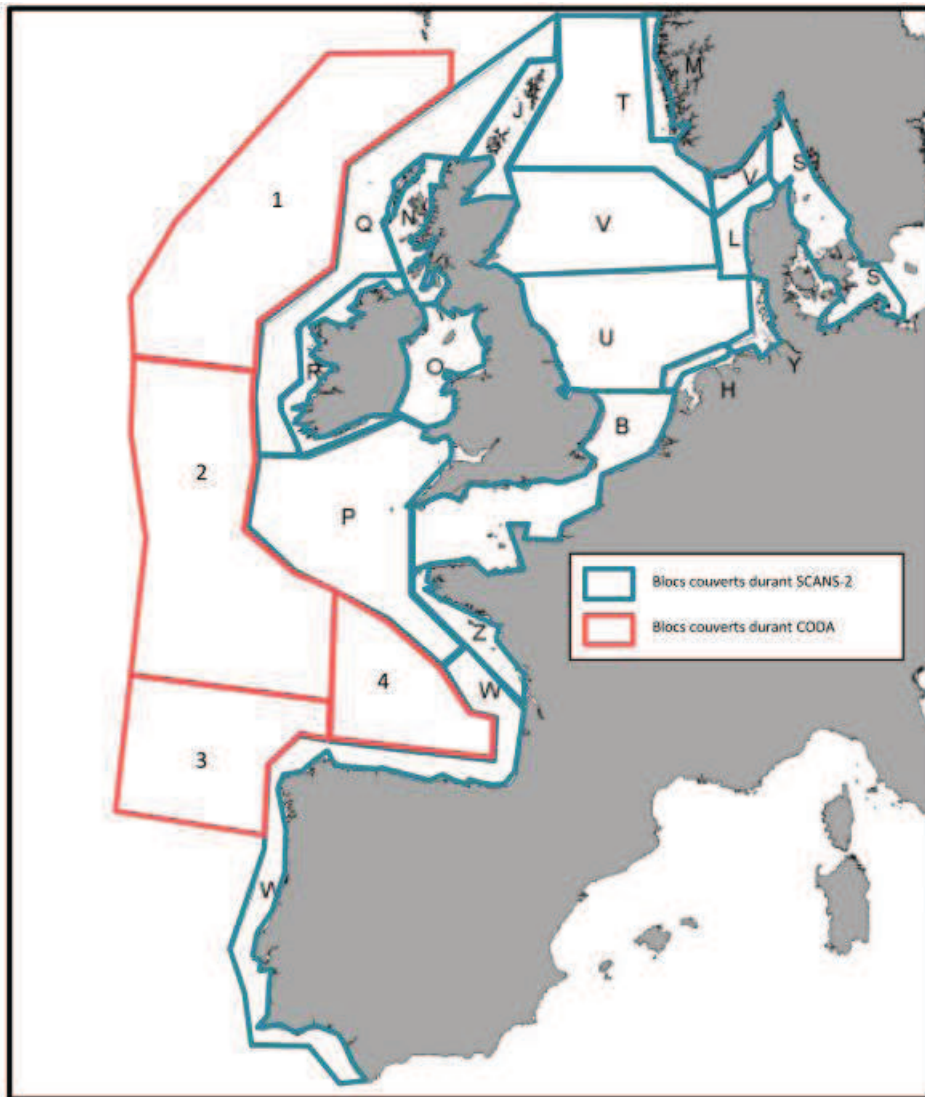 M
T
J
S
V
1
N
Q
V
L
S
U
R
O
Y
H
B
2
P
Blocs couverts durant SCANS-2
Blocs couverts durant CODA
Z
4
W
3
W